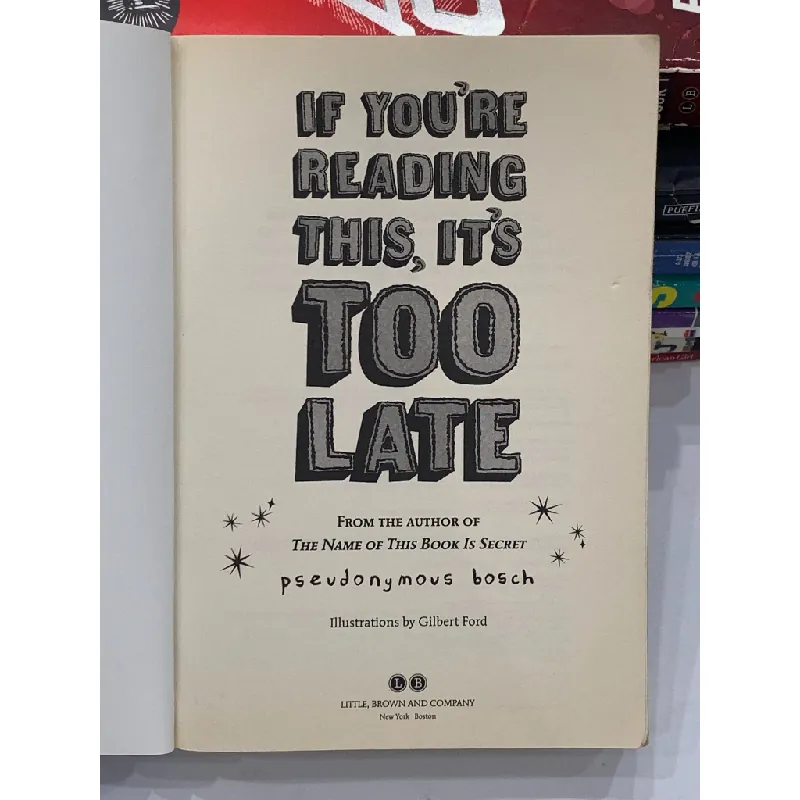 IF YOU'RE
READING
THIS, IT'S
TOO
LATE
FROM THE AUTHOR OF
THE NAME OF THIS BOOK IS SECRET
pseudonymous bosch
Illustrations by Gilbert Ford
L B
LITTLE, BROWN AND COMPANY
New York Boston
L B
PUFFIN